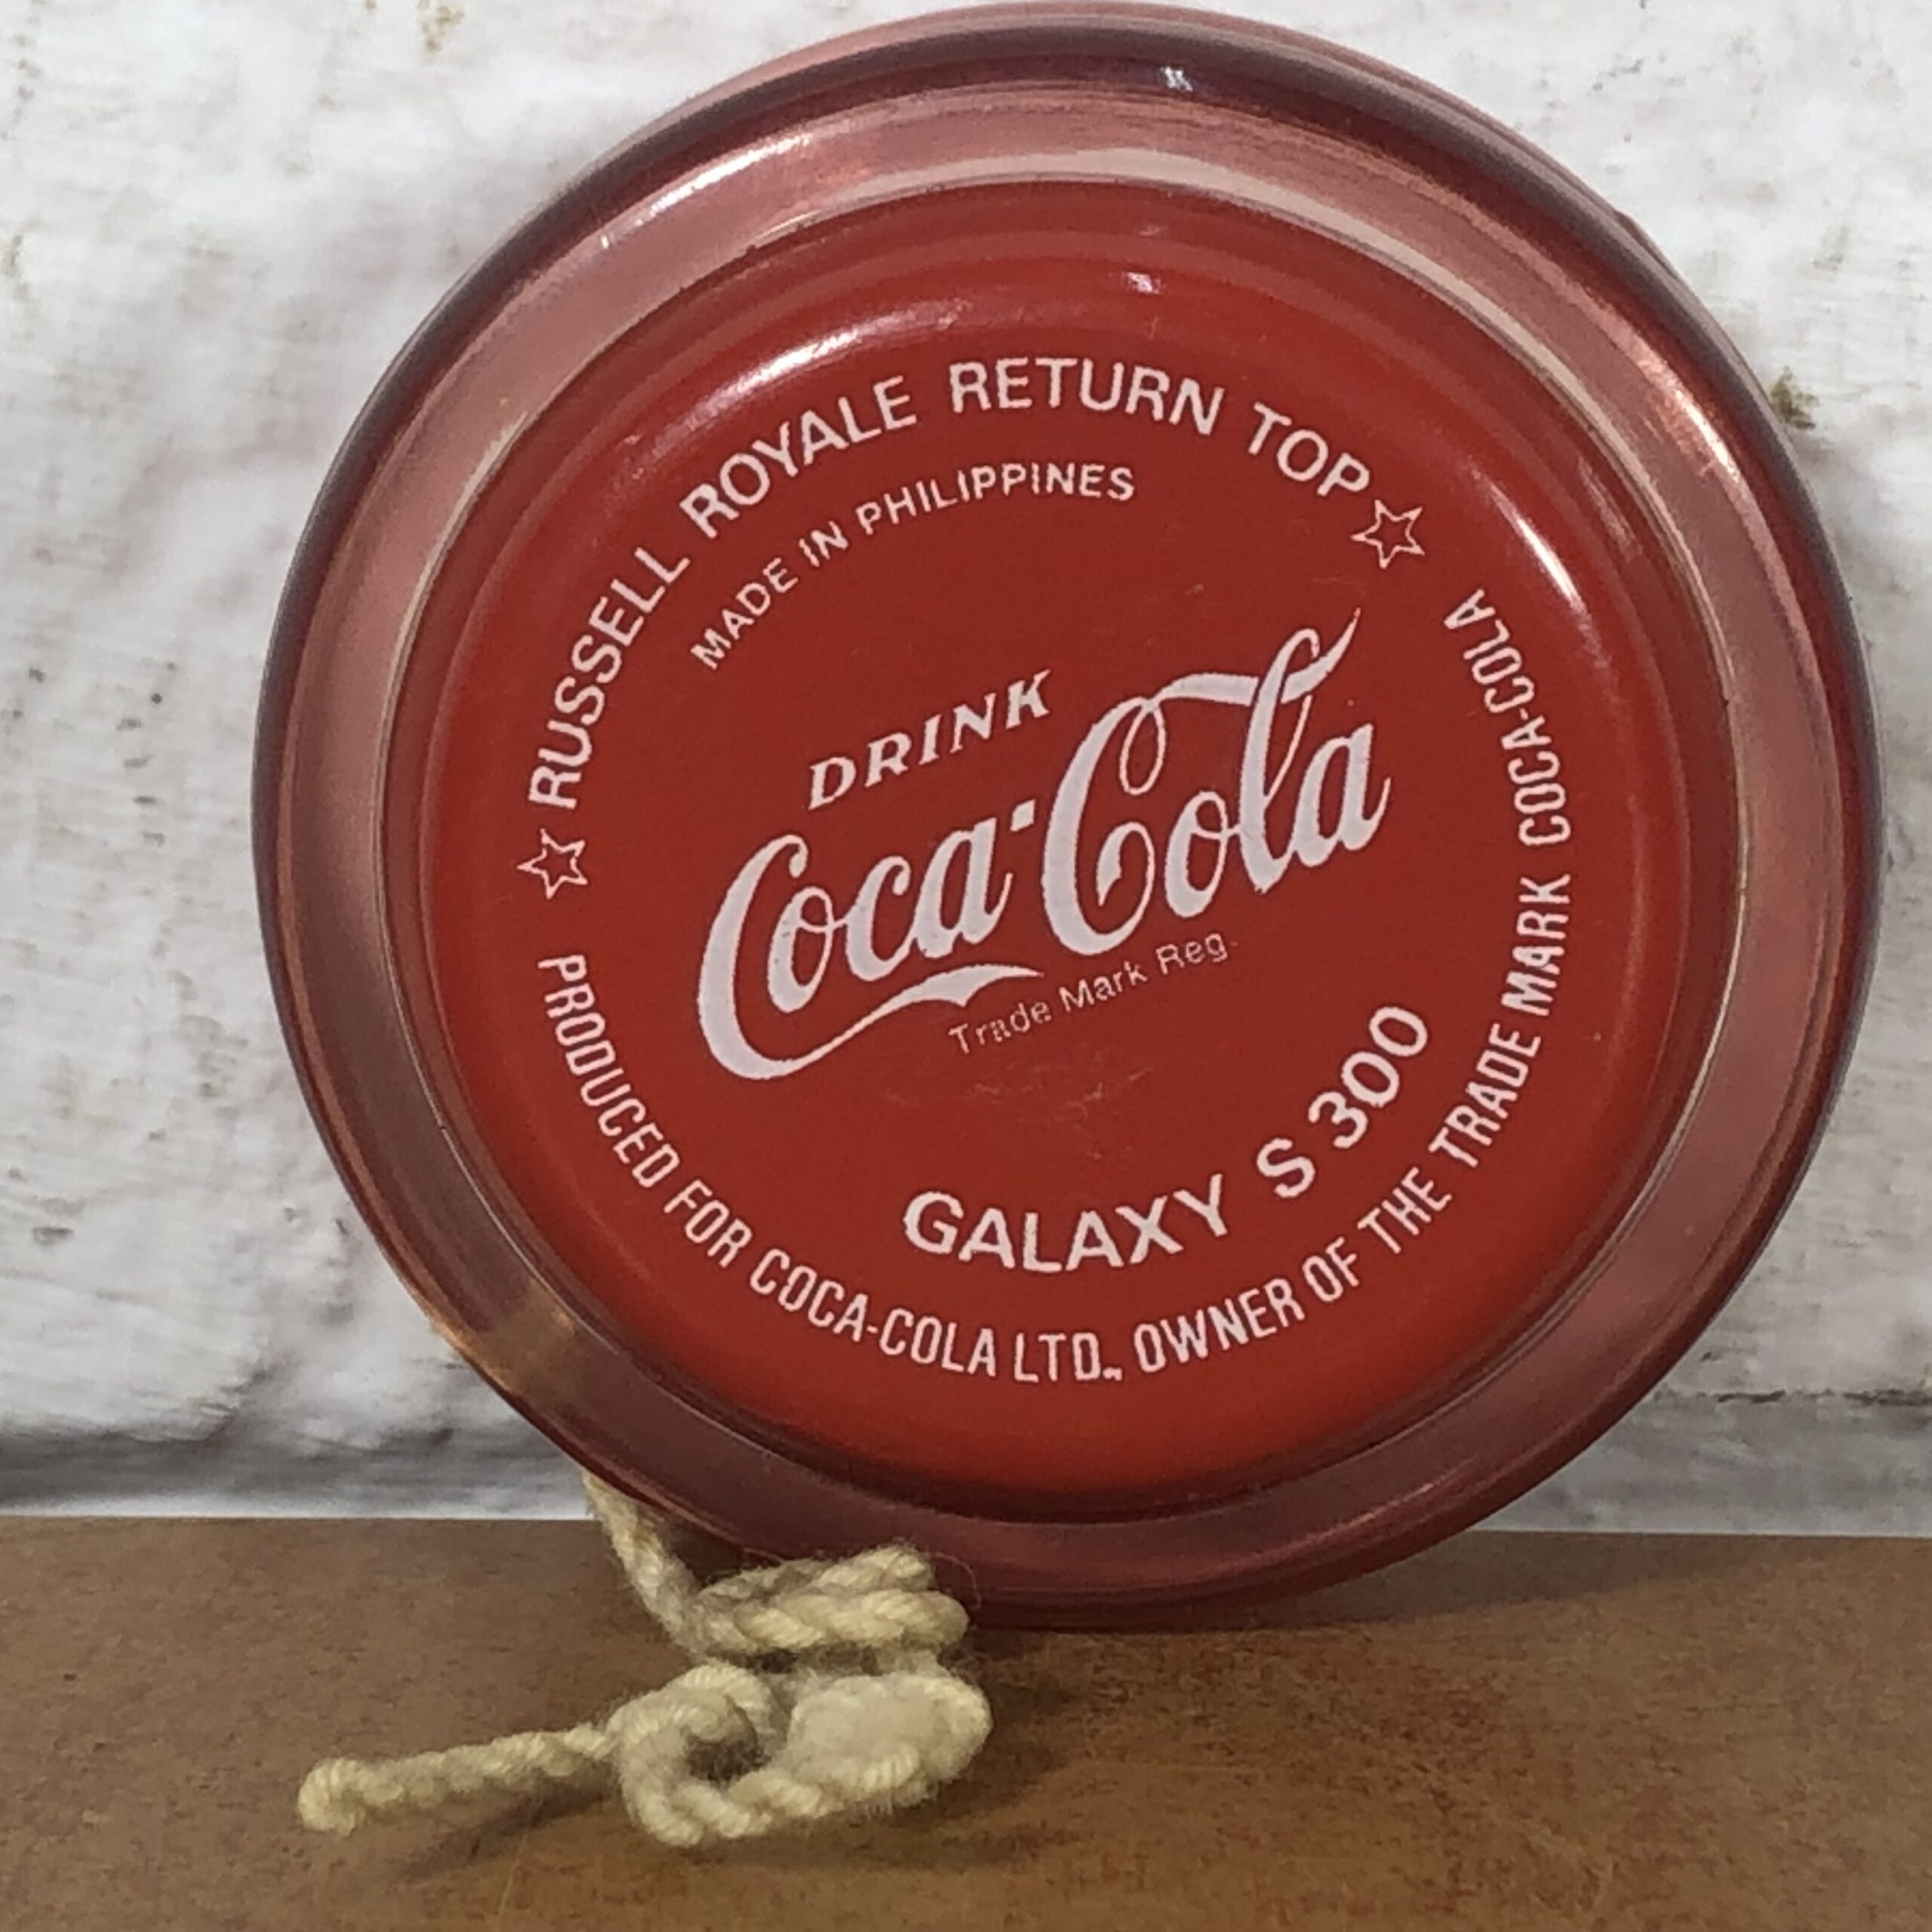 ☆ RUSSELL ROYALE RETURN TOP ☆
MADE IN PHILIPPINES
DRINK
Coca-Cola
Trade Mark Reg.
GALAXY S 300
PRODUCED FOR COCA-COLA LTD., OWNER OF THE TRADE MARK COCA-COLA